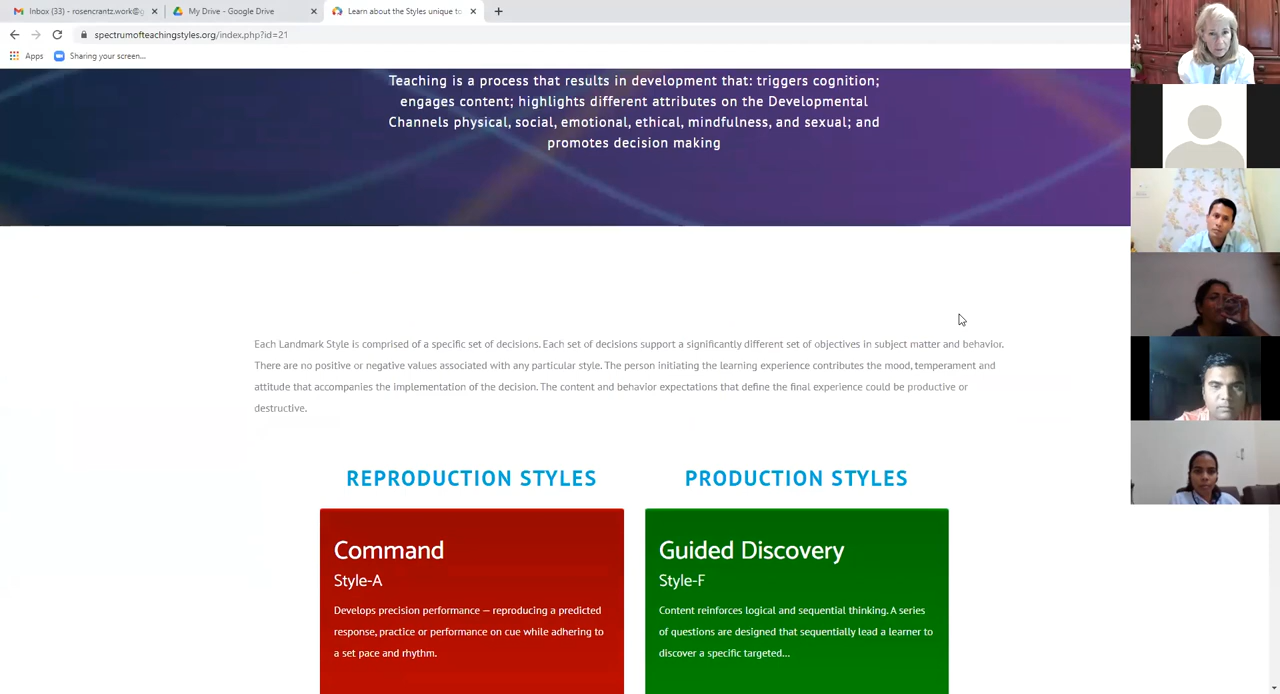 Inbox (33) - rosencrantz.work@g
My Drive - Google Drive
Learn about the Styles unique to
spectrumofteachingstyles.org/index.php?id=21
Apps
Sharing your screen...
Teaching is a process that results in development that: triggers cognition;
engages content; highlights different attributes on the Developmental
Channels physical, social, emotional, ethical, mindfulness, and sexual; and
promotes decision making
Each Landmark Style is comprised of a specific set of decisions. Each set of decisions support a significantly different set of objectives in subject matter and behavior.
There are no positive or negative values associated with any particular style. The person initiating the learning experience contributes the mood, temperament and
attitude that accompanies the implementation of the decision. The content and behavior expectations that define the final experience could be productive or
destructive.
REPRODUCTION STYLES
PRODUCTION STYLES
Command
Style-A
Develops precision performance — reproducing a predicted
response, practice or performance on cue while adhering to
a set pace and rhythm.
Guided Discovery
Style-F
Content reinforces logical and sequential thinking. A series
of questions are designed that sequentially lead a learner to
discover a specific targeted...